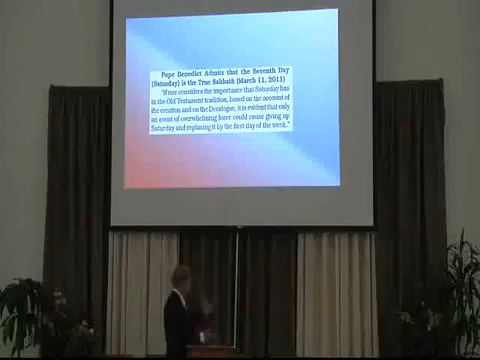 Pope Benedict Admits that the Seventh Day
(Saturday) is the True Sabbath (March 11, 2011)
"If one considers the importance that Saturday has
in the Old Testament tradition, based on the account of
the creation and on the Decalogue, it is evident that only
an event of overwhelming force could cause giving up
Saturday and replacing it by the first day of the week."